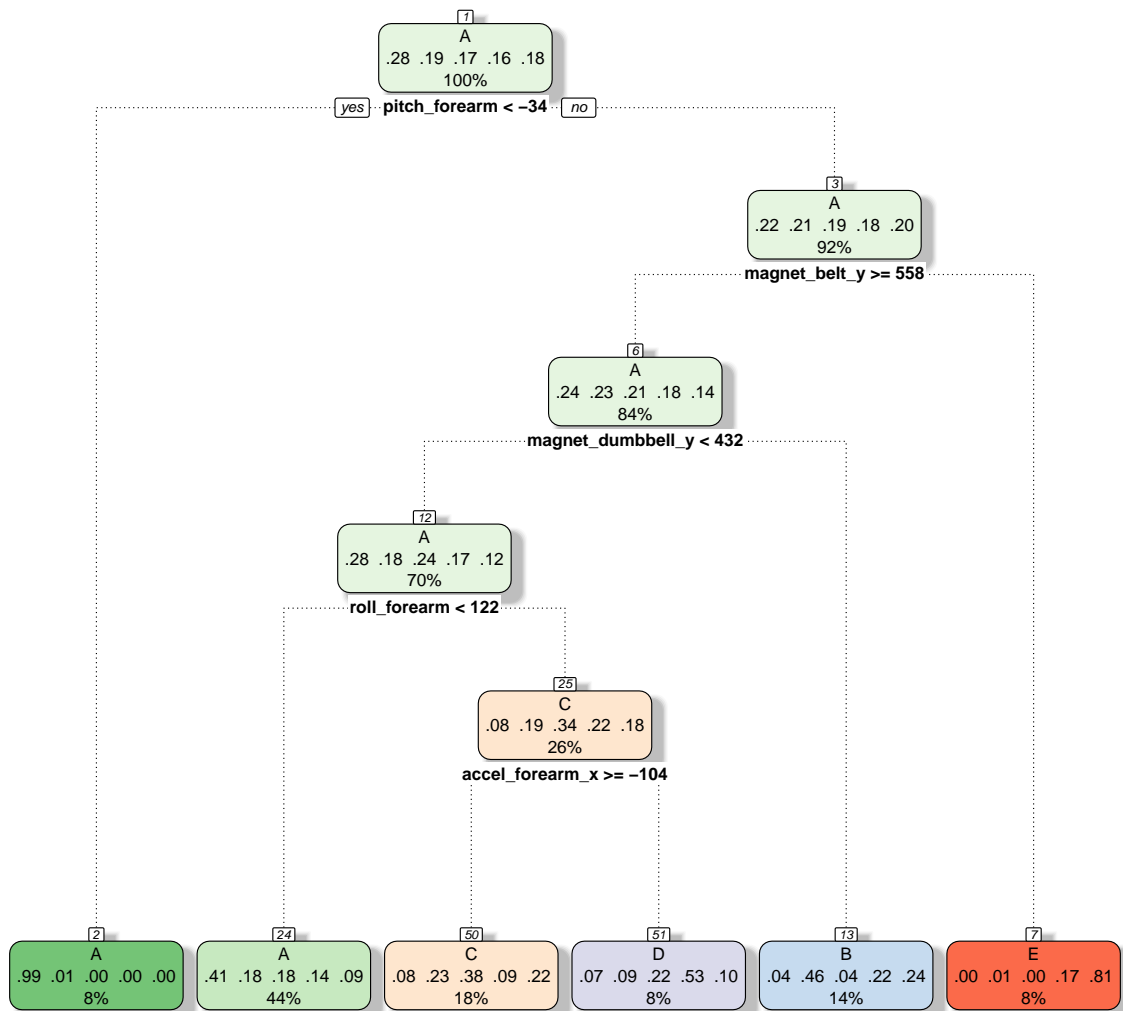 1
A
.28 .19 .17 .16 .18
100%
yes pitch_forearm < −34 no
3
A
.22 .21 .19 .18 .20
92%
magnet_belt_y >= 558
6
A
.24 .23 .21 .18 .14
84%
magnet_dumbbell_y < 432
12
A
.28 .18 .24 .17 .12
70%
roll_forearm < 122
25
C
.08 .19 .34 .22 .18
26%
accel_forearm_x >= −104
2
A
.99 .01 .00 .00 .00
8%
24
A
.41 .18 .18 .14 .09
44%
50
C
.08 .23 .38 .09 .22
18%
51
D
.07 .09 .22 .53 .10
8%
13
B
.04 .46 .04 .22 .24
14%
7
E
.00 .01 .00 .17 .81
8%